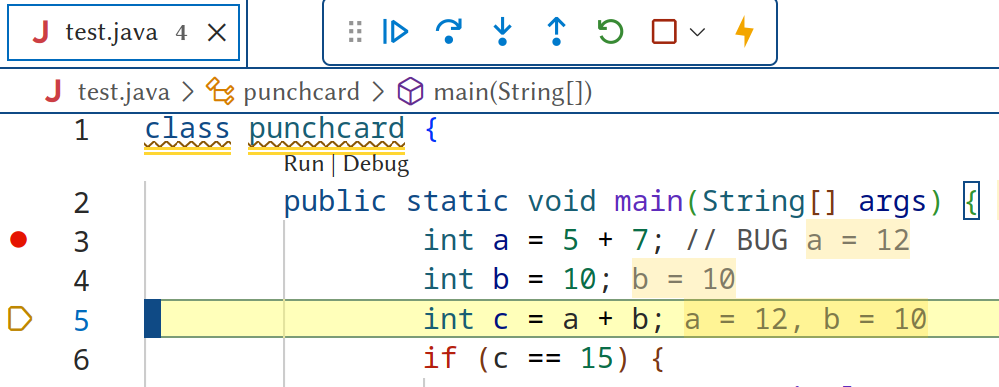 test.java 4
test.java > punchcard > main(String[])
1 class punchcard {
Run | Debug
2 public static void main(String[] args) {
3 int a = 5 + 7; // BUG a = 12
4 int b = 10; b = 10
5 int c = a + b; a = 12, b = 10
6 if (c == 15) {